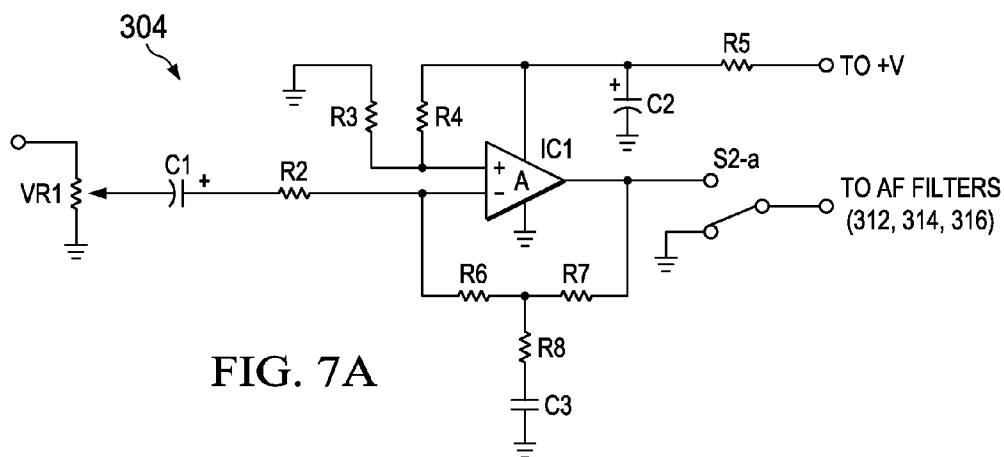 304
R5
TO +V
+
C2
R3
R4
IC1
+
A
−
S2-a
C1
+
R2
VR1
TO AF FILTERS
(312, 314, 316)
R6
R7
R8
C3
FIG. 7A